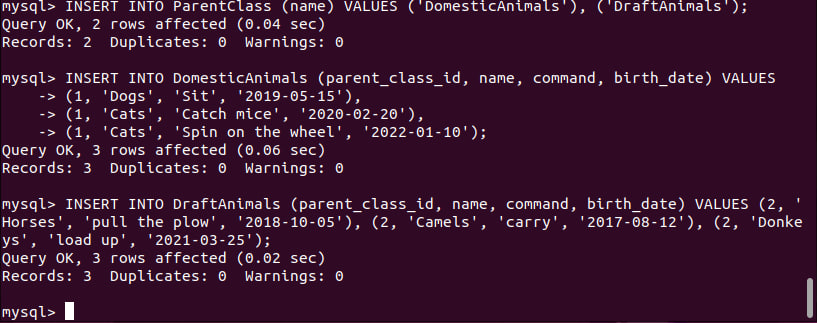 mysql> INSERT INTO ParentClass (name) VALUES ('DomesticAnimals'), ('DraftAnimals');
Query OK, 2 rows affected (0.04 sec)
Records: 2  Duplicates: 0  Warnings: 0

mysql> INSERT INTO DomesticAnimals (parent_class_id, name, command, birth_date) VALUES
    -> (1, 'Dogs', 'Sit', '2019-05-15'),
    -> (1, 'Cats', 'Catch mice', '2020-02-20'),
    -> (1, 'Cats', 'Spin on the wheel', '2022-01-10');
Query OK, 3 rows affected (0.06 sec)
Records: 3  Duplicates: 0  Warnings: 0

mysql> INSERT INTO DraftAnimals (parent_class_id, name, command, birth_date) VALUES (2, '
Horses', 'pull the plow', '2018-10-05'), (2, 'Camels', 'carry', '2017-08-12'), (2, 'Donke
ys', 'load up', '2021-03-25');
Query OK, 3 rows affected (0.02 sec)
Records: 3  Duplicates: 0  Warnings: 0

mysql>